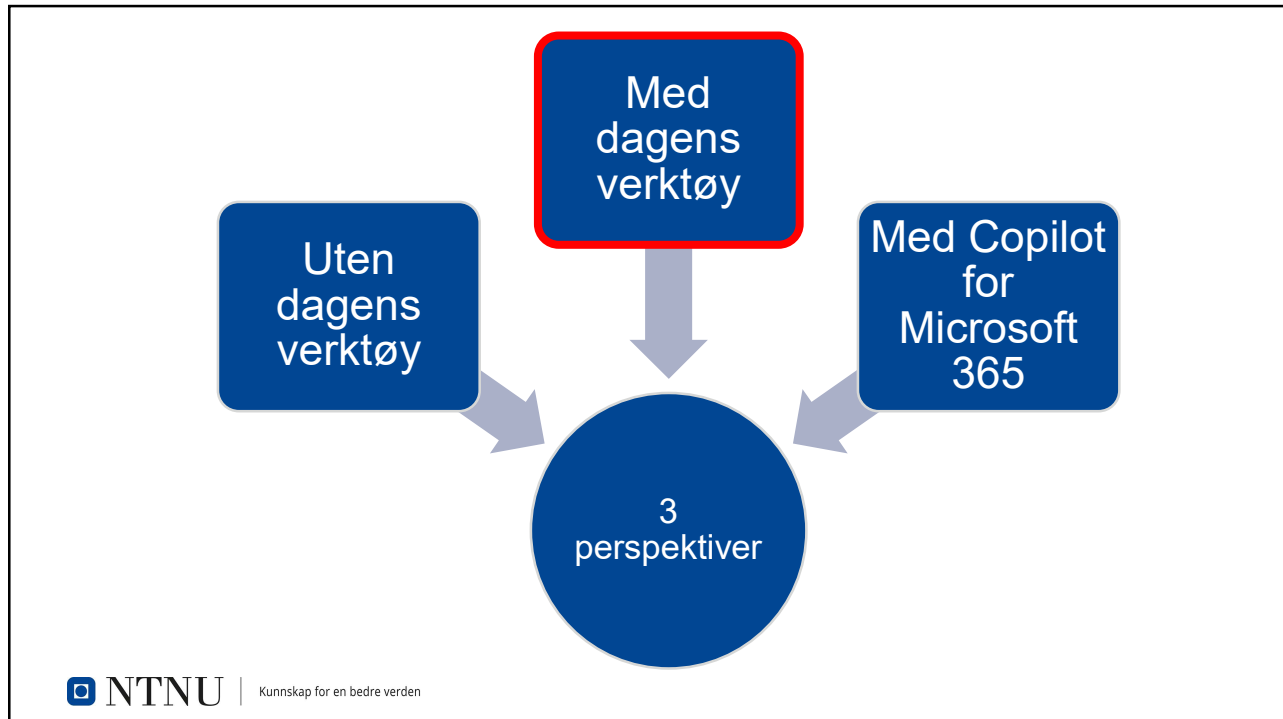 Med
dagens
verktøy
Uten
dagens
verktøy
Med Copilot
for
Microsoft
365
3
perspektiver
NTNU
Kunnskap for en bedre verden